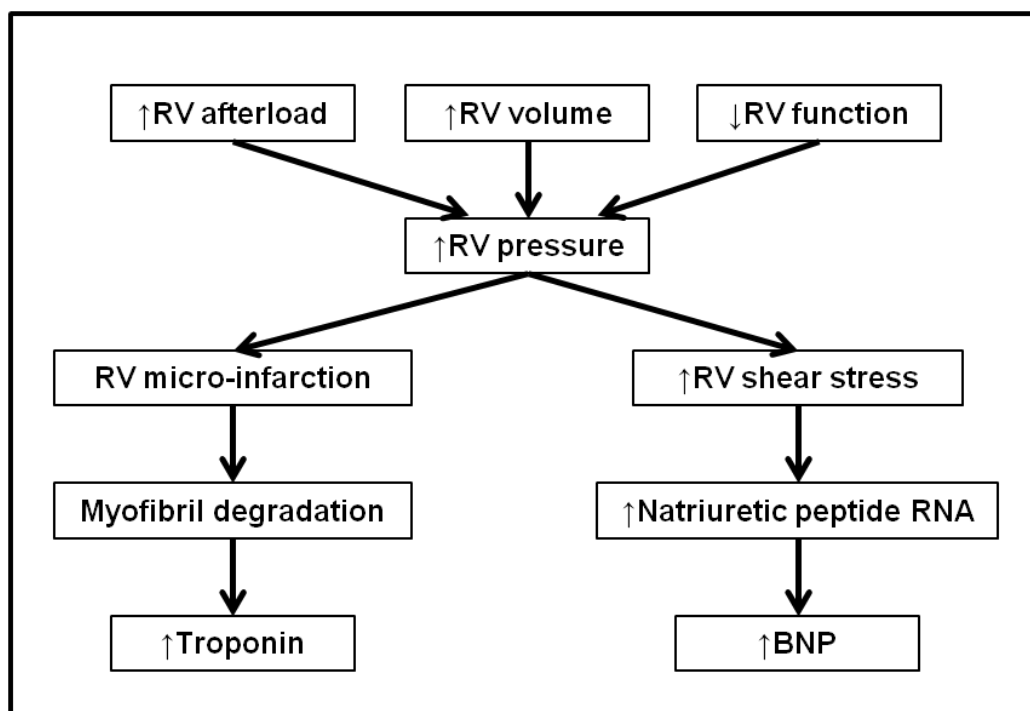 ↑RV afterload
↑RV volume
↓RV function
↑RV pressure
RV micro-infarction
↑RV shear stress
Myofibril degradation
↑Natriuretic peptide RNA
↑Troponin
↑BNP